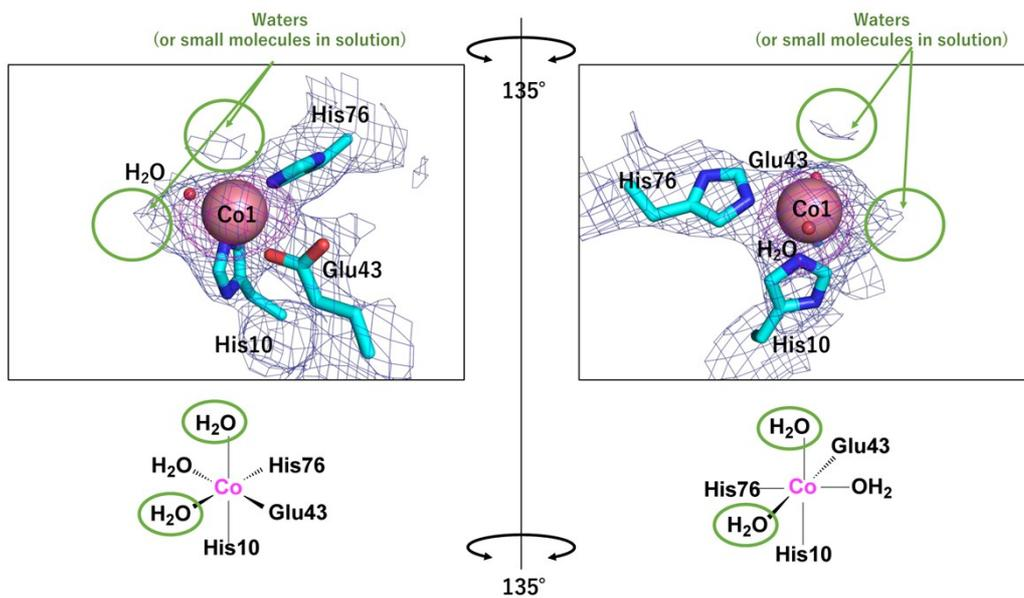 Waters
(or small molecules in solution)
Waters
(or small molecules in solution)
135°
His76
H₂O
Co1
Glu43
His10
Glu43
His76
Co1
H₂O
His10
H₂O
H₂O
His76
Co
H₂O
Glu43
His10
H₂O
Glu43
His76
Co
OH₂
H₂O
His10
135°